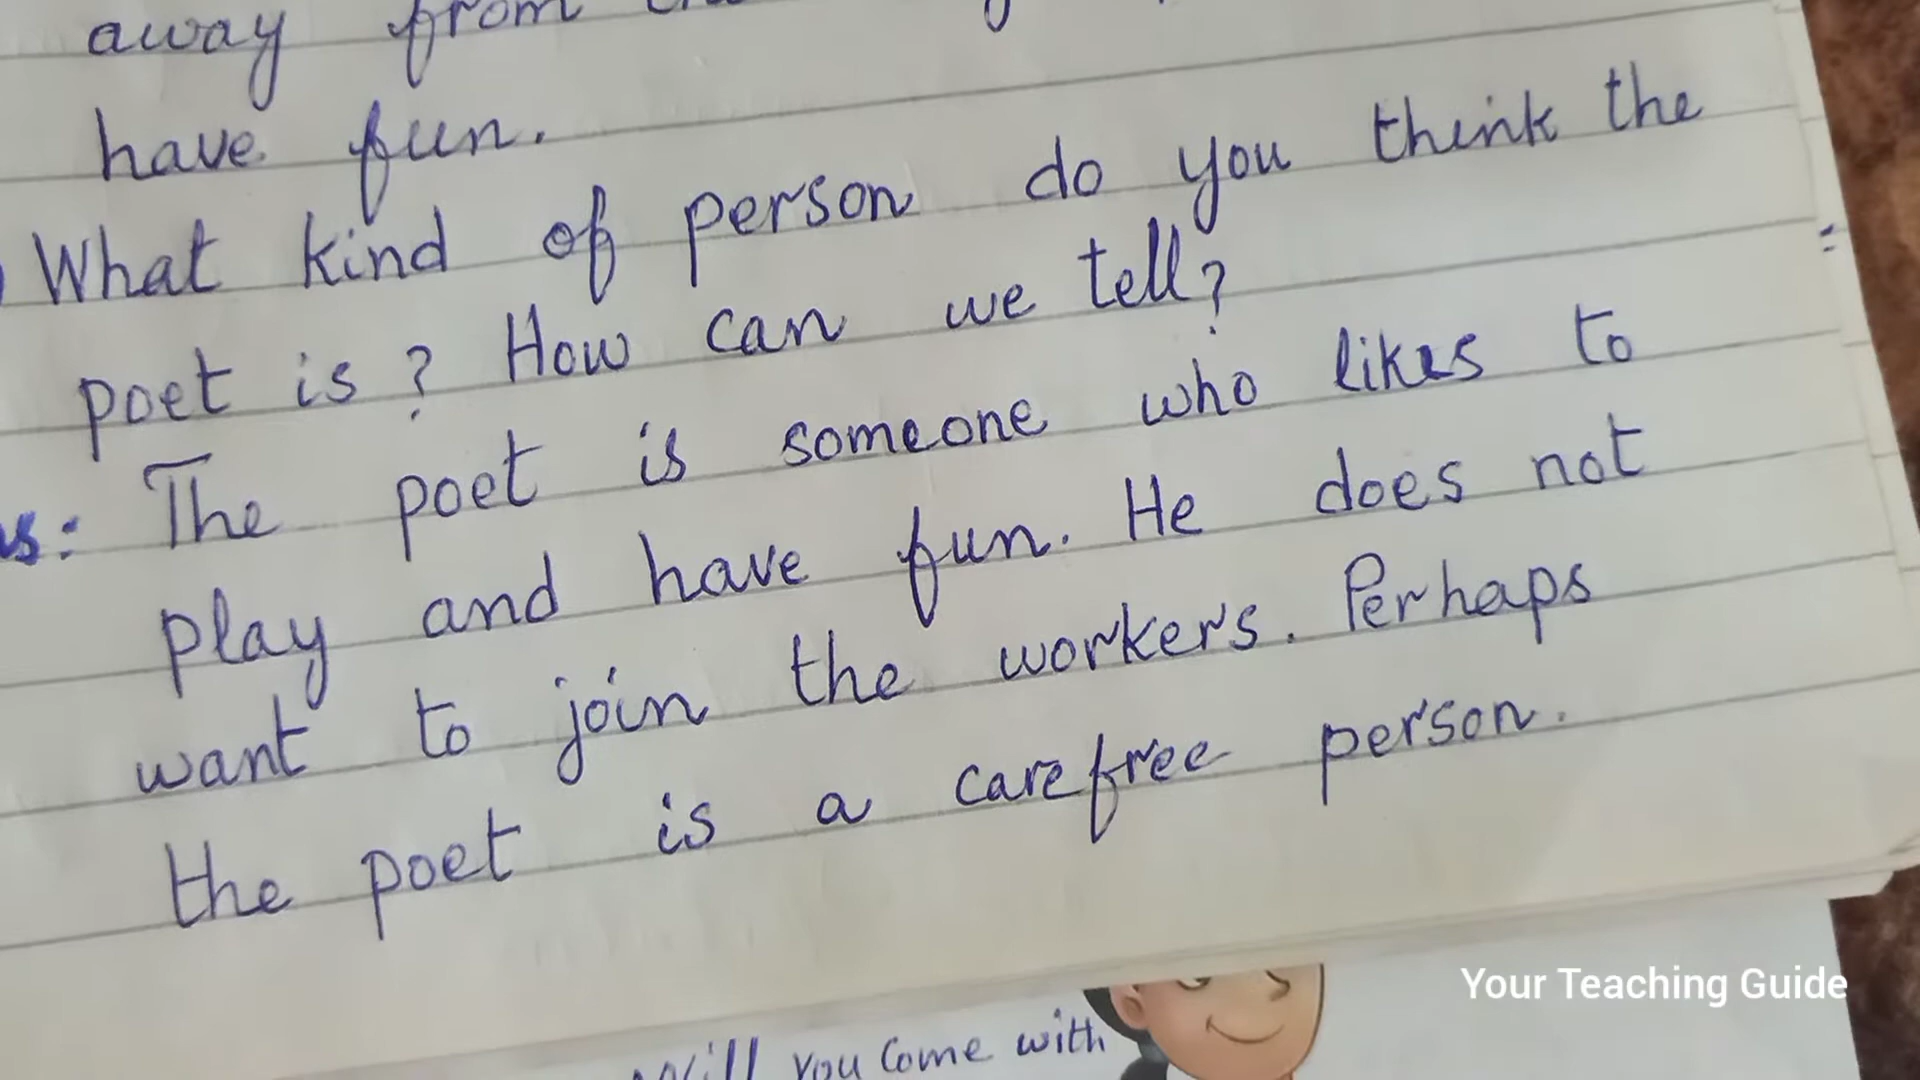 away from
have fun.
What kind of person do you think the
poet is? How can we tell?
The poet is someone who likes to
play and have fun. He does not
want to join the workers. Perhaps
the poet is a carefree person.
Your Teaching Guide
Will you come with